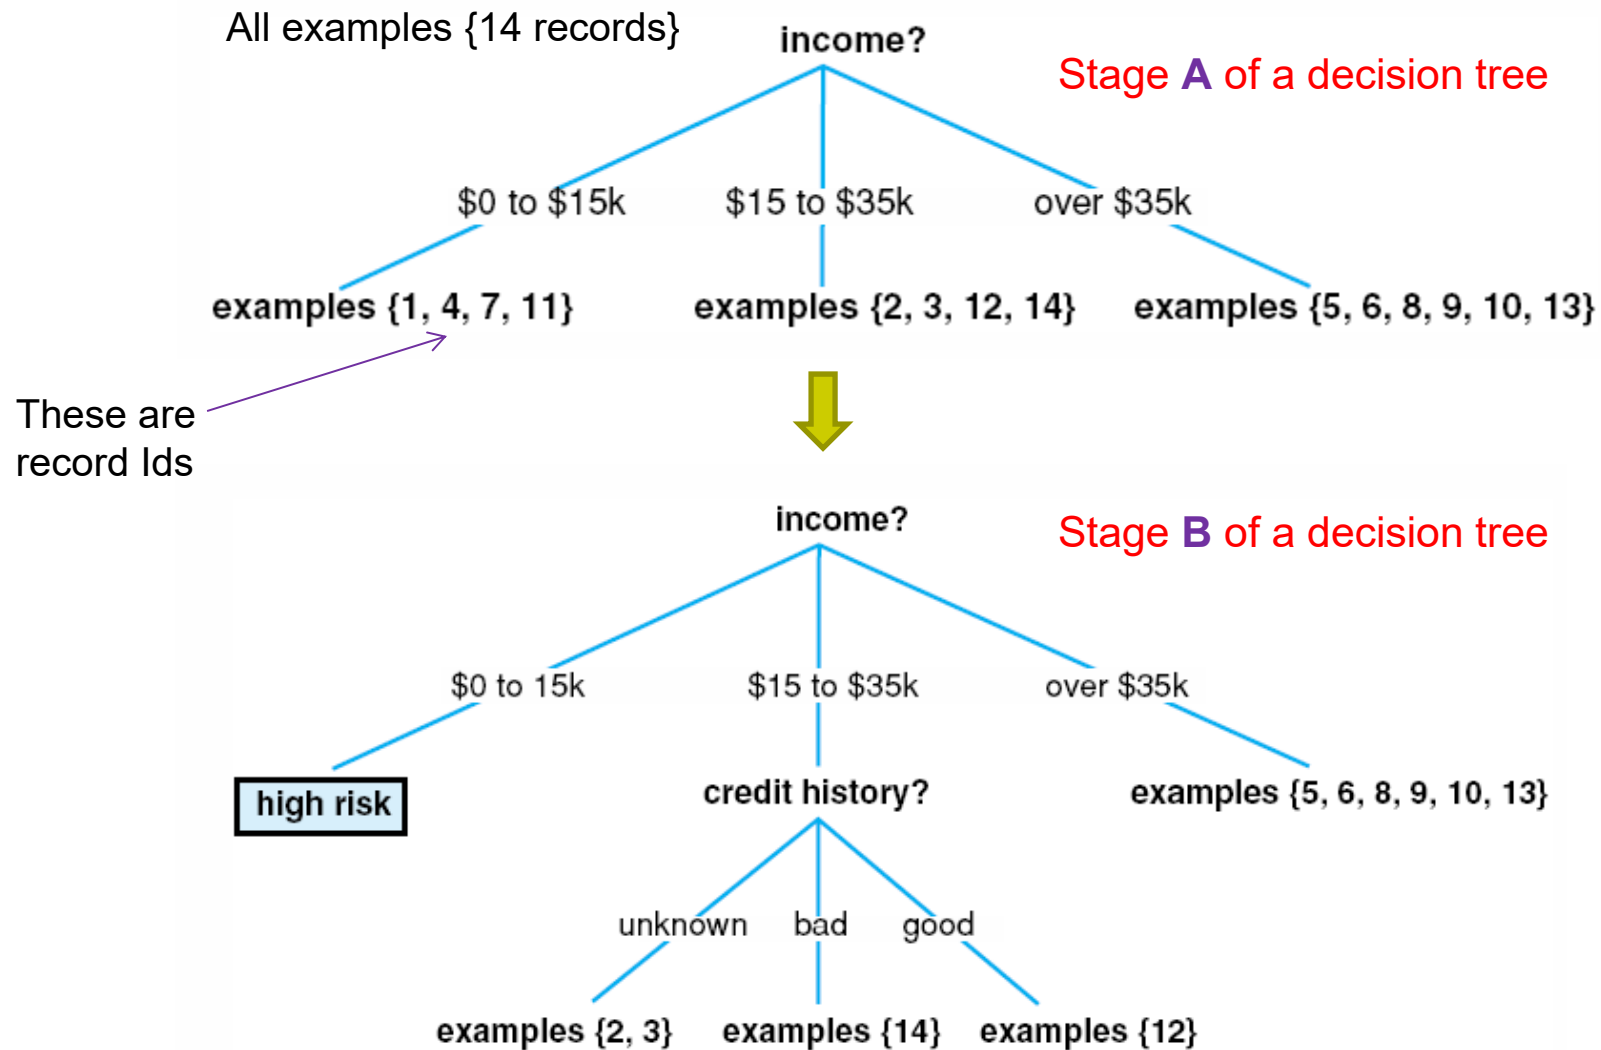 All examples {14 records}
income?
Stage A of a decision tree
$0 to $15k
$15 to $35k
over $35k
examples {1, 4, 7, 11}
examples {2, 3, 12, 14}
examples {5, 6, 8, 9, 10, 13}
These are
record Ids
income?
Stage B of a decision tree
$0 to 15k
$15 to $35k
over $35k
high risk
credit history?
examples {5, 6, 8, 9, 10, 13}
unknown
bad
good
examples {2, 3}
examples {14}
examples {12}